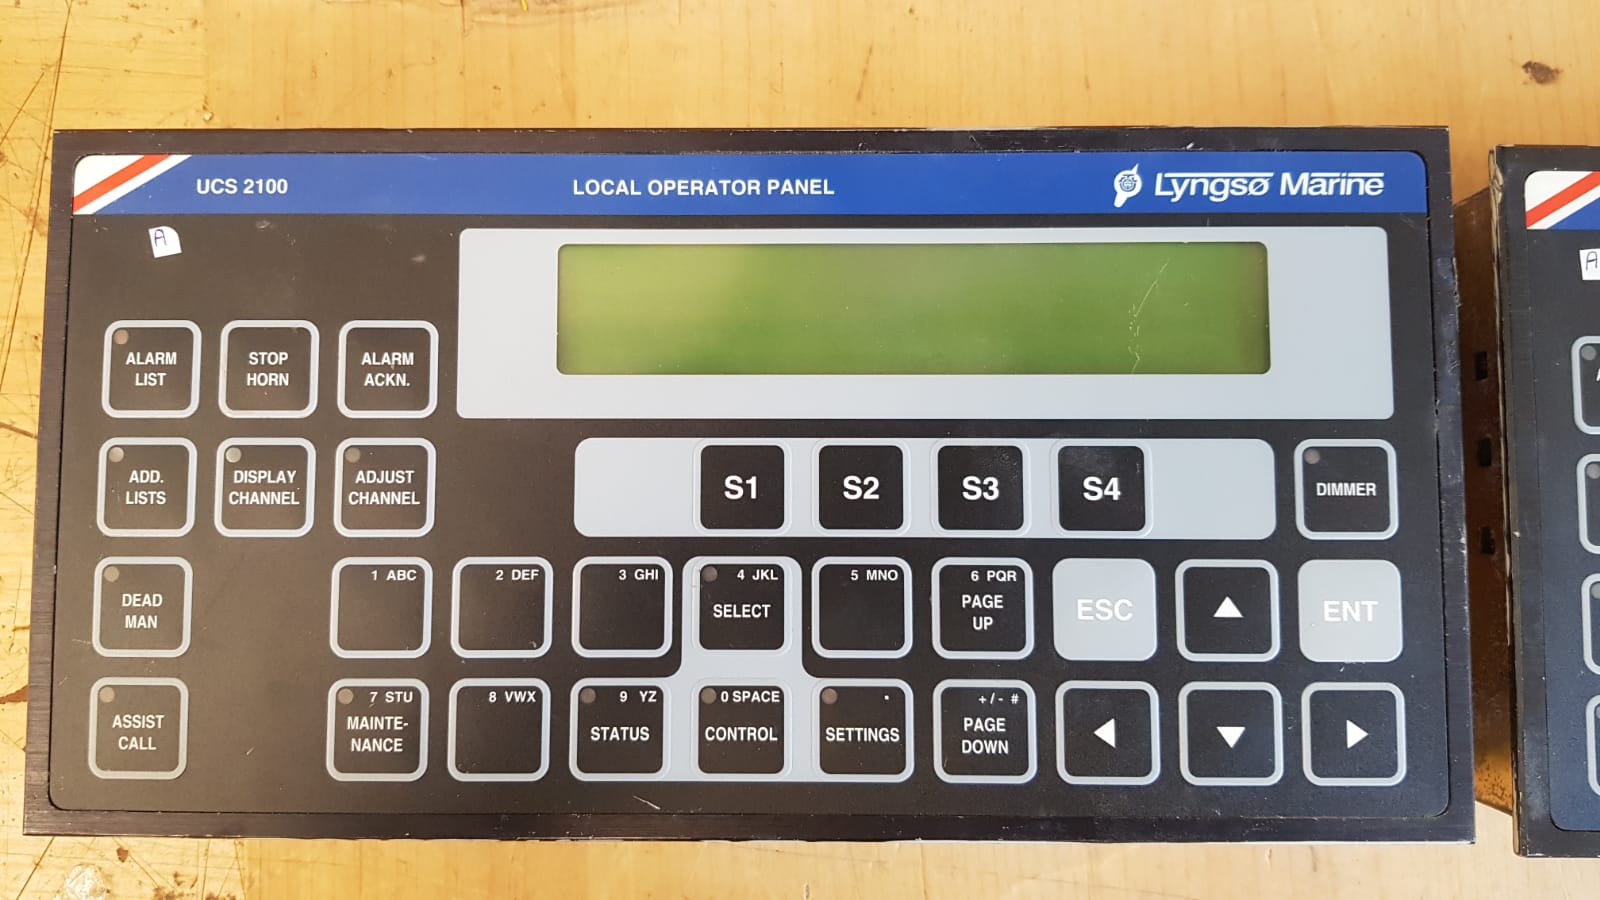 UCS 2100
LOCAL OPERATOR PANEL
Lyngsø Marine
A
A
ALARM
LIST
STOP
HORN
ALARM
ACKN.
ADD.
LISTS
DISPLAY
CHANNEL
ADJUST
CHANNEL
S1
S2
S3
S4
DIMMER
DEAD
MAN
1 ABC
2 DEF
3 GHI
4 JKL
SELECT
5 MNO
6 PQR
PAGE
UP
ESC
▲
ENT
ASSIST
CALL
7 STU
MAINTE-
NANCE
8 VWX
9 YZ
STATUS
0 SPACE
CONTROL
.
SETTINGS
+/- #
PAGE
DOWN
◀
▼
▶